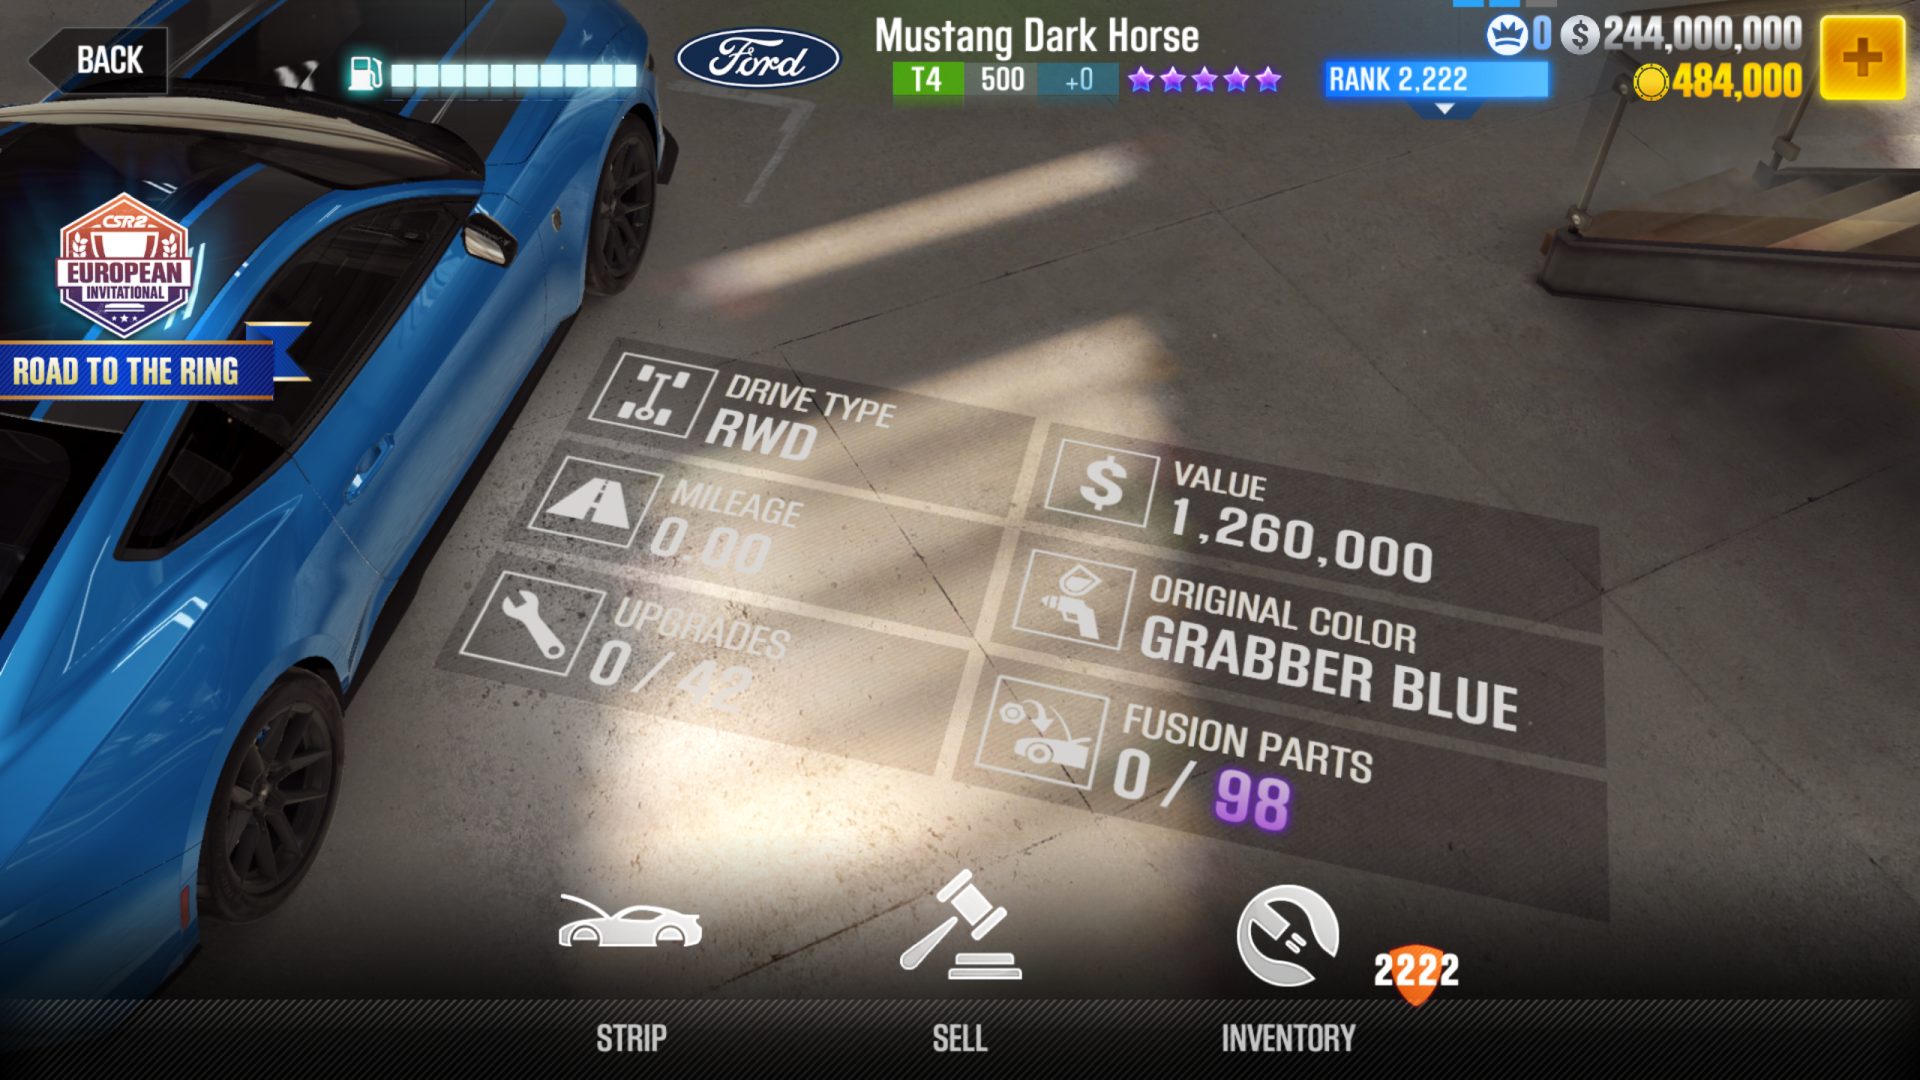 BACK
Ford
Mustang Dark Horse
T4 500 +0
RANK 2,222
0 $ 244,000,000
484,000
CSR2
EUROPEAN
INVITATIONAL
ROAD TO THE RING
DRIVE TYPE
RWD
MILEAGE
0.00
UPGRADES
0 / 42
$ VALUE
1,260,000
ORIGINAL COLOR
GRABBER BLUE
FUSION PARTS
0 / 98
2222
STRIP
SELL
INVENTORY